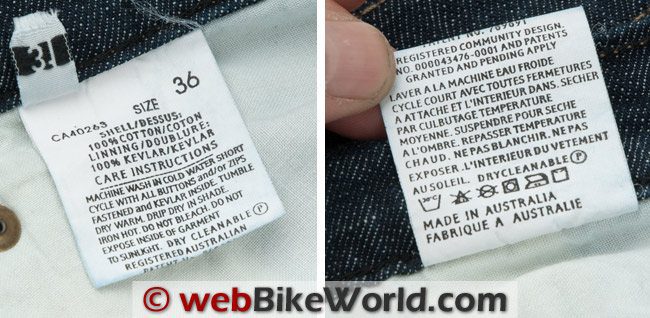 31
CA40263
SIZE 36
SHELL/DESSUS:
100% COTTON/COTON
LINNING/DOUBLURE:
100% KEVLAR/KEVLAR
CARE INSTRUCTIONS
MACHINE WASH IN COLD WATER SHORT
CYCLE WITH ALL BUTTONS and/or ZIPS
FASTENED and KEVLAR INSIDE. TUMBLE
DRY WARM. DRIP DRY IN SHADE.
IRON HOT. DO NOT BLEACH. DO NOT
EXPOSE INSIDE OF GARMENT
TO SUNLIGHT. DRY CLEANABLE P
REGISTERED AUSTRALIAN
REGISTERED COMMUNITY DESIGN.
NO. 000043476-0001 AND PATENTS
GRANTED AND PENDING APPLY
LAVER A LA MACHINE EAU FROIDE
CYCLE COURT AVEC TOUTES FERMETURES
A ATTACHE ET L'INTERIEUR DANS. SECHER
PAR CULBUTAGE TEMPERATURE
MOYENNE. SUSPENDRE POUR SECHE
A L'OMBRE. REPASSER TEMPERATURE
CHAUD. NE PAS BLANCHIR. NE PAS
EXPOSER L'INTERIEUR DU VETEMENT
AU SOLEIL. DRYCLEANABLE P
MADE IN AUSTRALIA
FABRIQUE A AUSTRALIE
© webBikeWorld.com ®